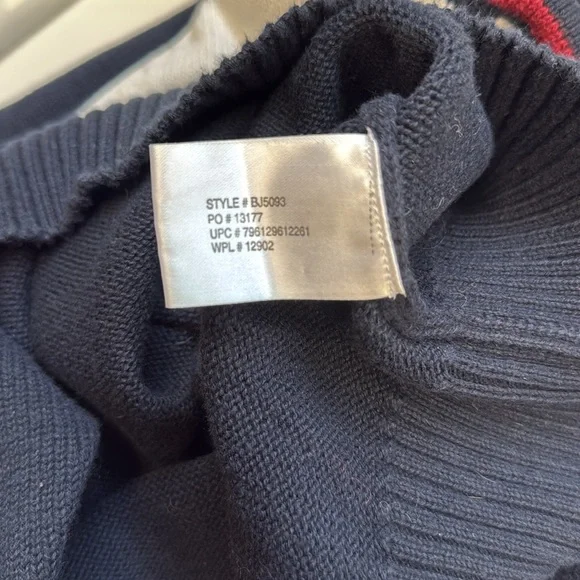 STYLE # BJ5093
PO # 13177
UPC # 796129612261
WPL # 12902